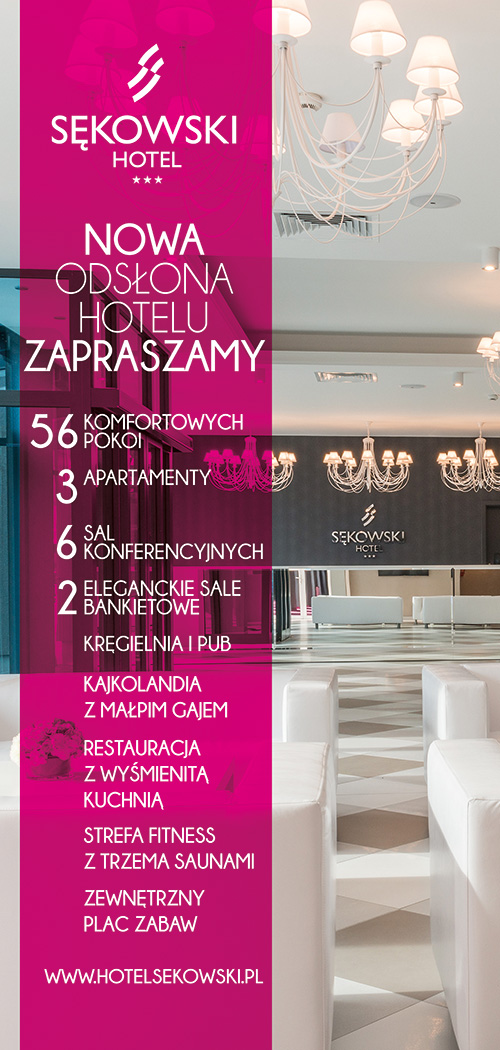 SĘKOWSKI
HOTEL
NOWA
ODSŁONA
HOTELU
ZAPRASZAMY
56 KOMFORTOWYCH
POKOI
3 APARTAMENTY
6 SAL
KONFERENCYJNYCH
2 ELEGANCKIE SALE
BANKIETOWE
KRĘGIELNIA I PUB
KAJKOLANDIA
Z MAŁPIM GAJEM
RESTAURACJA
Z WYŚMIENITĄ
KUCHNIĄ
STREFA FITNESS
Z TRZEMA SAUNAMI
ZEWNĘTRZNY
PLAC ZABAW
WWW.HOTELSEKOWSKI.PL
SĘKOWSKI
HOTEL